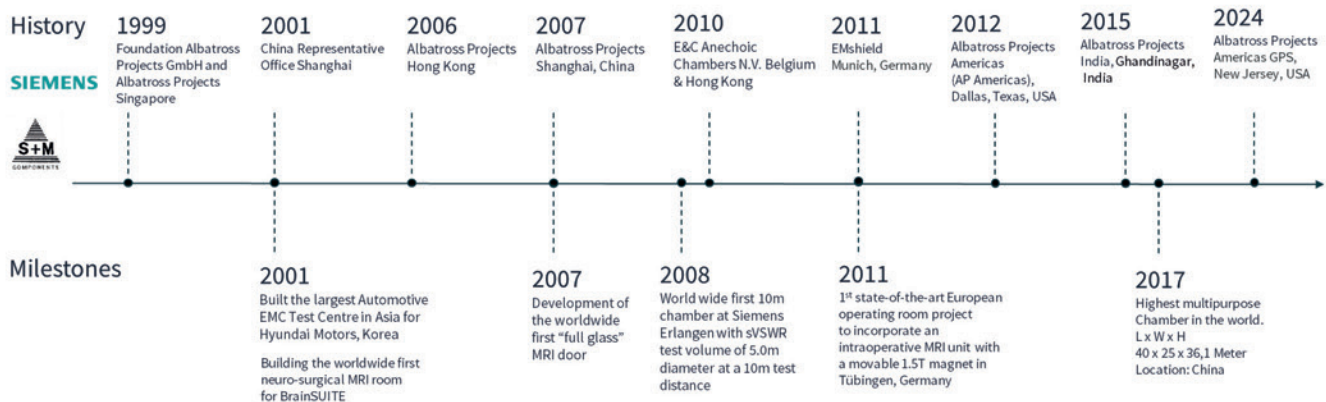 History
SIEMENS
S+M
COMPONENTS
1999
Foundation Albatross
Projects GmbH and
Albatross Projects
Singapore
2001
China Representative
Office Shanghai
2006
Albatross Projects
Hong Kong
2007
Albatross Projects
Shanghai, China
2010
E&C Anechoic
Chambers N.V. Belgium
& Hong Kong
2011
EMshield
Munich, Germany
2012
Albatross Projects
Americas
(AP Americas),
Dallas, Texas, USA
2015
Albatross Projects
India, Ghandinagar,
India
2024
Albatross Projects
Americas GPS,
New Jersey, USA
Milestones
2001
Built the largest Automotive
EMC Test Centre in Asia for
Hyundai Motors, Korea
Building the worldwide first
neuro-surgical MRI room
for BrainSUITE
2007
Development of
the worldwide
first “full glass”
MRI door
2008
World wide first 10m
chamber at Siemens
Erlangen with sVSWR
test volume of 5.0m
diameter at a 10m test
distance
2011
1st state-of-the-art European
operating room project
to incorporate an
intraoperative MRI unit with
a movable 1.5T magnet in
Tübingen, Germany
2017
Highest multipurpose
Chamber in the world.
L x W x H
40 x 25 x 36,1 Meter
Location: China